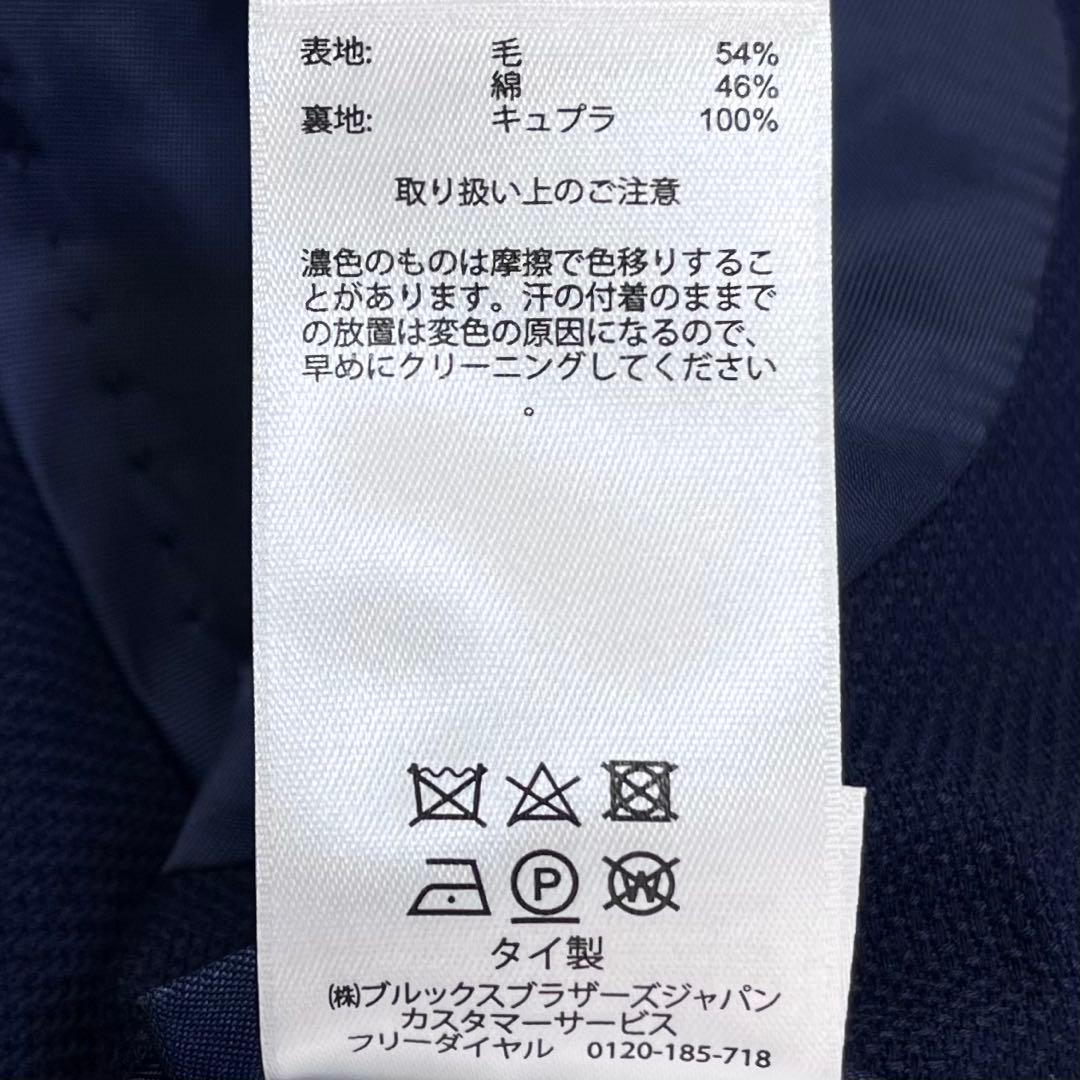 表地: 毛 54%
綿 46%
裏地: キュプラ 100%
取り扱い上のご注意
濃色のものは摩擦で色移りするこ
とがあります。汗の付着のままで
の放置は変色の原因になるので、
早めにクリーニングしてください
。
P W
タイ製
㈱ブルックスブラザーズジャパン
カスタマーサービス
フリーダイヤル 0120-185-718